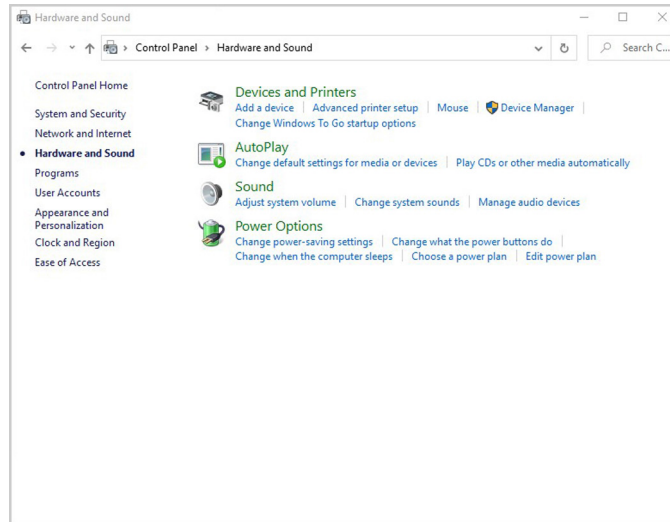 Hardware and Sound
Control Panel > Hardware and Sound
Search C...
Control Panel Home
System and Security
Network and Internet
Hardware and Sound
Programs
User Accounts
Appearance and
Personalization
Clock and Region
Ease of Access
Devices and Printers
Add a device | Advanced printer setup | Mouse | Device Manager |
Change Windows To Go startup options
AutoPlay
Change default settings for media or devices | Play CDs or other media automatically
Sound
Adjust system volume | Change system sounds | Manage audio devices
Power Options
Change power-saving settings | Change what the power buttons do |
Change when the computer sleeps | Choose a power plan | Edit power plan